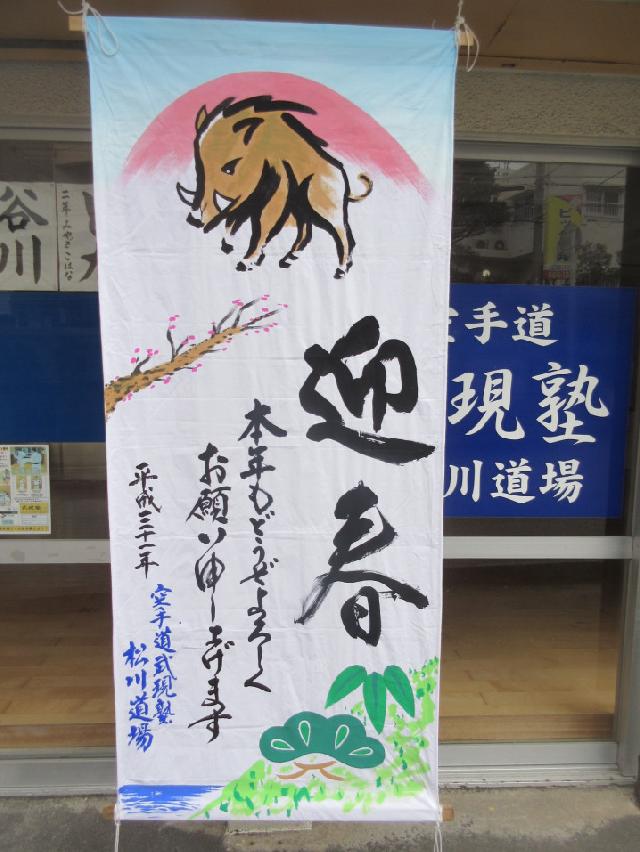 迎春
本年もどうぞよろしく
お願い申し上げます
平成三十一年
空手道武現塾
松川道場
空手道
現塾
川道場
谷川